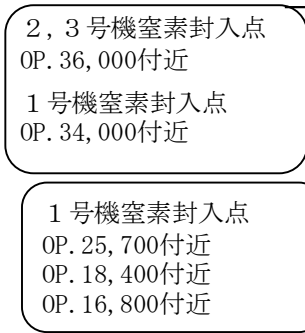 ２，３号機窒素封入点
OP.36,000付近
１号機窒素封入点
OP.34,000付近
１号機窒素封入点
OP.25,700付近
OP.18,400付近
OP.16,800付近